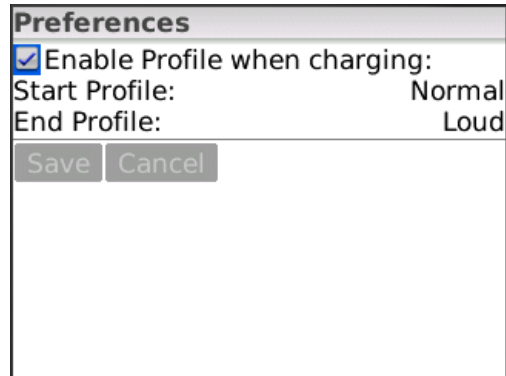 Preferences
Enable Profile when charging:
Start Profile: Normal
End Profile: Loud
Save Cancel